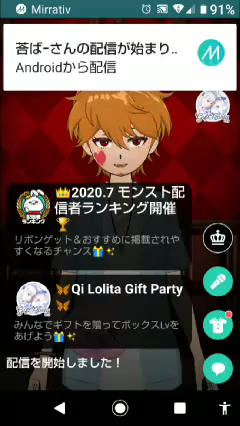 Mirrativ
91%
荅ばｰさんの配信が始まり..
Androidから配信
👑2020.7 モンスト配
信者ランキング開催
🏆
リボンゲット＆おすすめに掲載されや
すくなるチャンス🎁✨
🦋Qi Lolita Gift Party
🦋
みんなでギフトを贈ってボックスLvを
あげよう🎁✨
配信を開始しました！